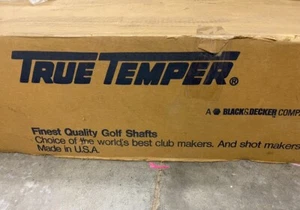 TRUE TEMPER®
A BLACK&DECKER COMP
Finest Quality Golf Shafts
Choice of the world's best club makers. And shot makers
Made in U.S.A.